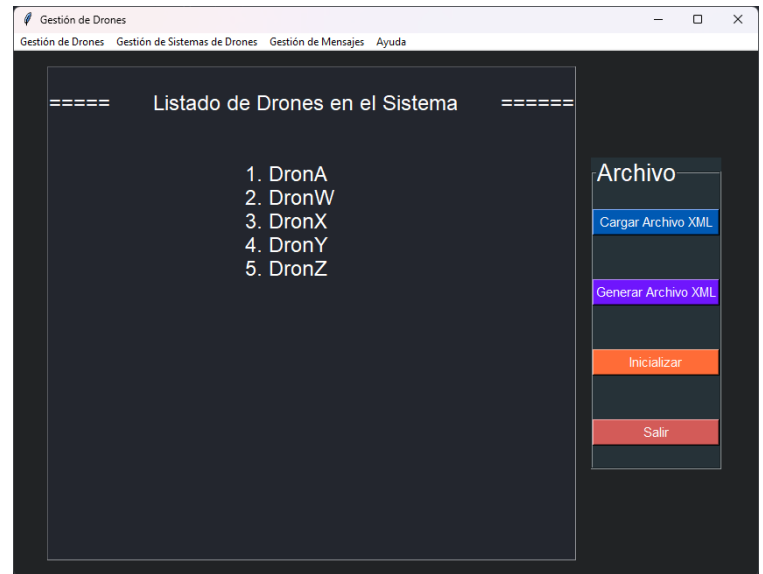 Gestión de Drones
Gestión de Drones Gestión de Sistemas de Drones Gestión de Mensajes Ayuda
===== Listado de Drones en el Sistema ======
1. DronA
2. DronW
3. DronX
4. DronY
5. DronZ
Archivo
Cargar Archivo XML
Generar Archivo XML
Inicializar
Salir